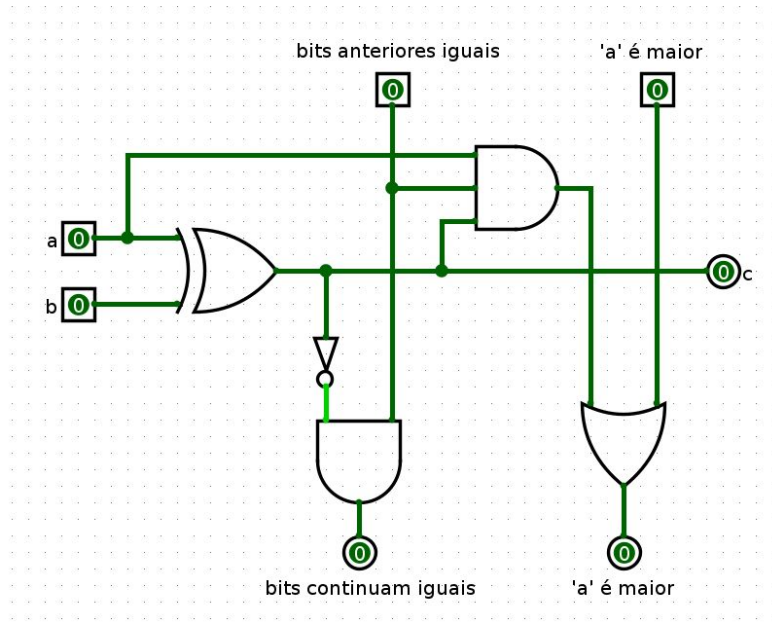 bits anteriores iguais
'a' é maior
0
0
a 0
b 0
0 c
0
0
bits continuam iguais
'a' é maior